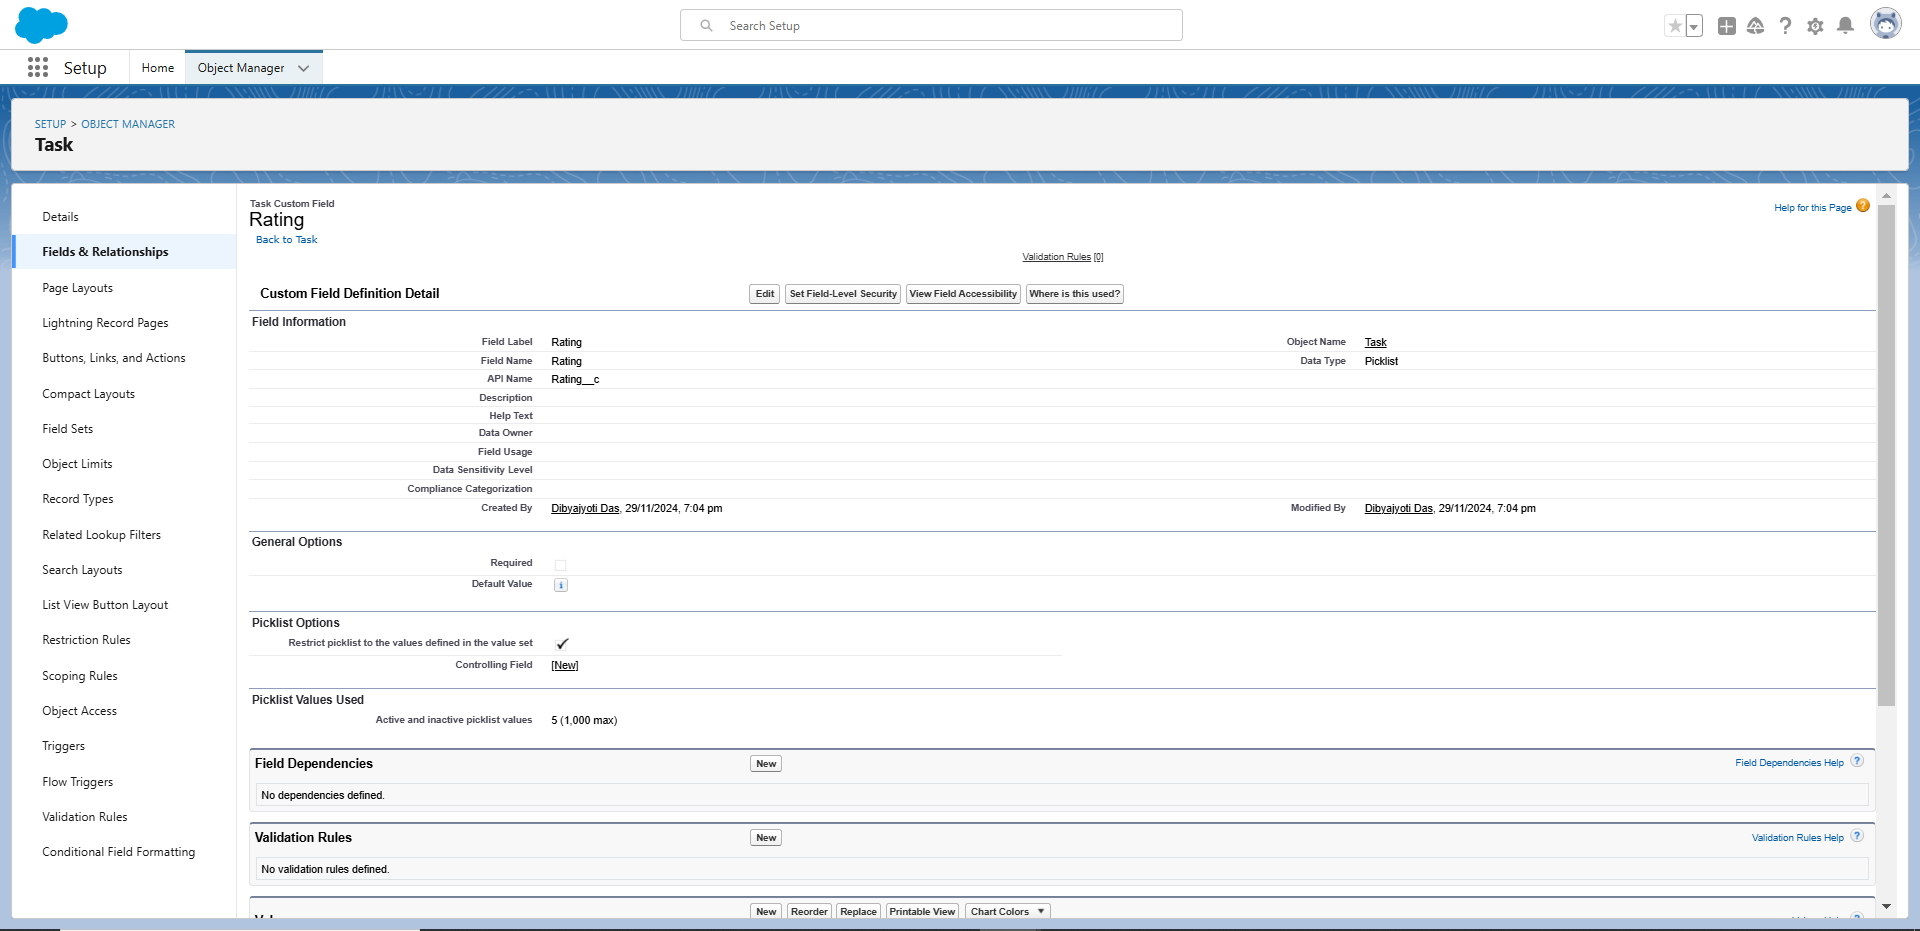 Search Setup
Setup
Home
Object Manager
SETUP > OBJECT MANAGER
Task
Details
Fields & Relationships
Page Layouts
Lightning Record Pages
Buttons, Links, and Actions
Compact Layouts
Field Sets
Object Limits
Record Types
Related Lookup Filters
Search Layouts
List View Button Layout
Restriction Rules
Scoping Rules
Object Access
Triggers
Flow Triggers
Validation Rules
Conditional Field Formatting
Task Custom Field
Rating
Help for this Page
Back to Task
Validation Rules [0]
Custom Field Definition Detail
Edit Set Field-Level Security View Field Accessibility Where is this used?
Field Information
Field Label Rating Object Name Task
Field Name Rating Data Type Picklist
API Name Rating__c
Description
Help Text
Data Owner
Field Usage
Data Sensitivity Level
Compliance Categorization
Created By Dibyajyoti Das, 29/11/2024, 7:04 pm Modified By Dibyajyoti Das, 29/11/2024, 7:04 pm
General Options
Required
Default Value
Picklist Options
Restrict picklist to the values defined in the value set
Controlling Field [New]
Picklist Values Used
Active and inactive picklist values 5 (1,000 max)
Field Dependencies New Field Dependencies Help ?
No dependencies defined.
Validation Rules New Validation Rules Help ?
No validation rules defined.
New Reorder Replace Printable View Chart Colors